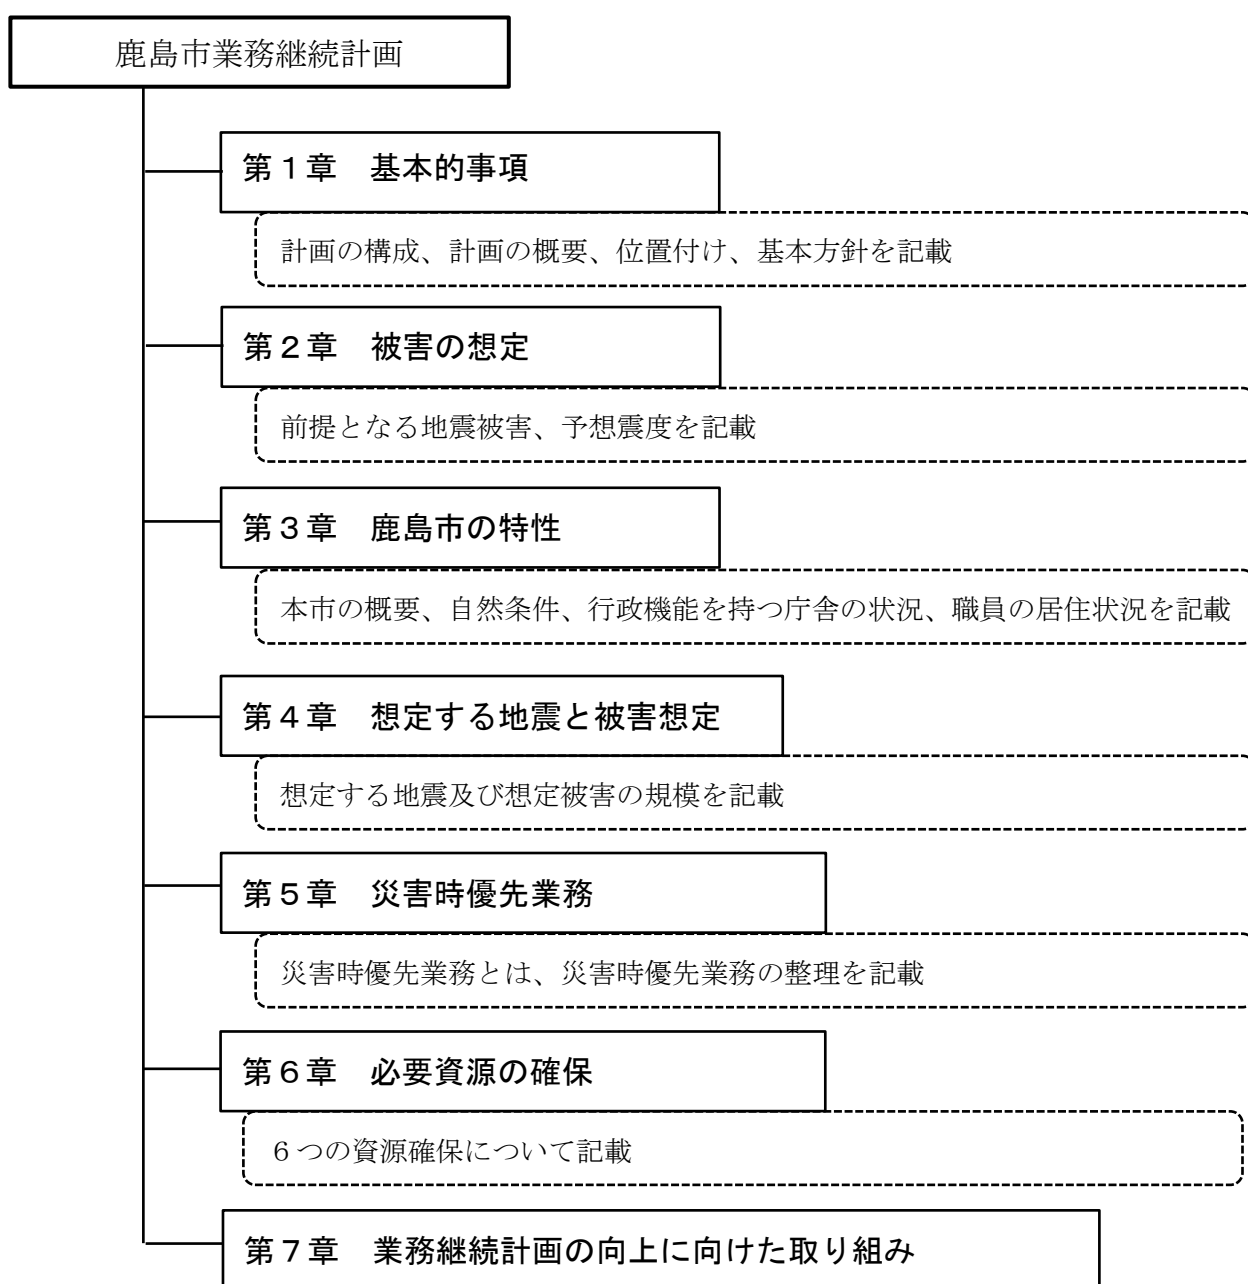 鹿島市業務継続計画
第１章　基本的事項
計画の構成、計画の概要、位置付け、基本方針を記載
第２章　被害の想定
前提となる地震被害、予想震度を記載
第３章　鹿島市の特性
本市の概要、自然条件、行政機能を持つ庁舎の状況、職員の居住状況を記載
第４章　想定する地震と被害想定
想定する地震及び想定被害の規模を記載
第５章　災害時優先業務
災害時優先業務とは、災害時優先業務の整理を記載
第６章　必要資源の確保
６つの資源確保について記載
第７章　業務継続計画の向上に向けた取り組み